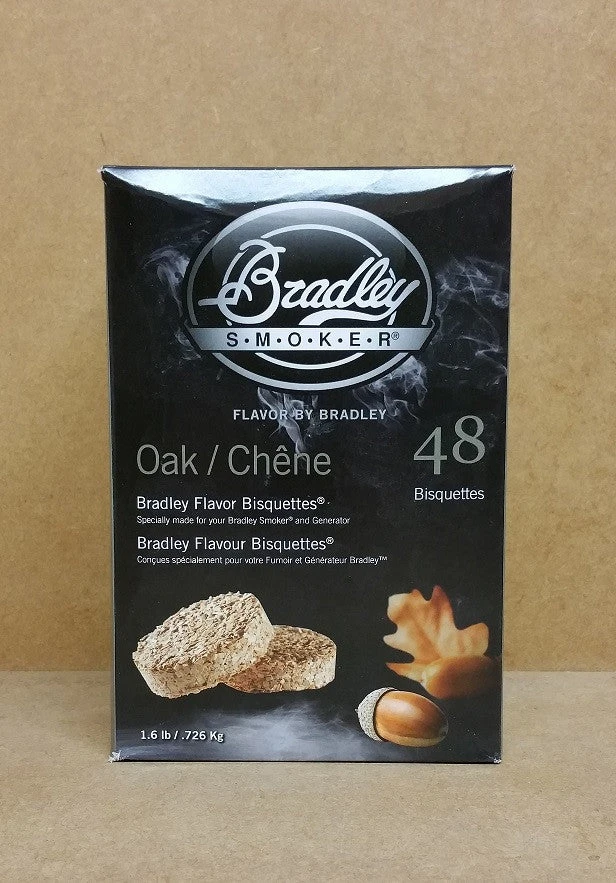 Bradley
S·M·O·K·E·R®
FLAVOR BY BRADLEY
Oak / Chêne
48
Bisquettes
Bradley Flavor Bisquettes®
Specially made for your Bradley Smoker® and Generator
Bradley Flavour Bisquettes®
Conçues spécialement pour votre Fumoir et Générateur Bradley™
1.6 lb / .726 Kg